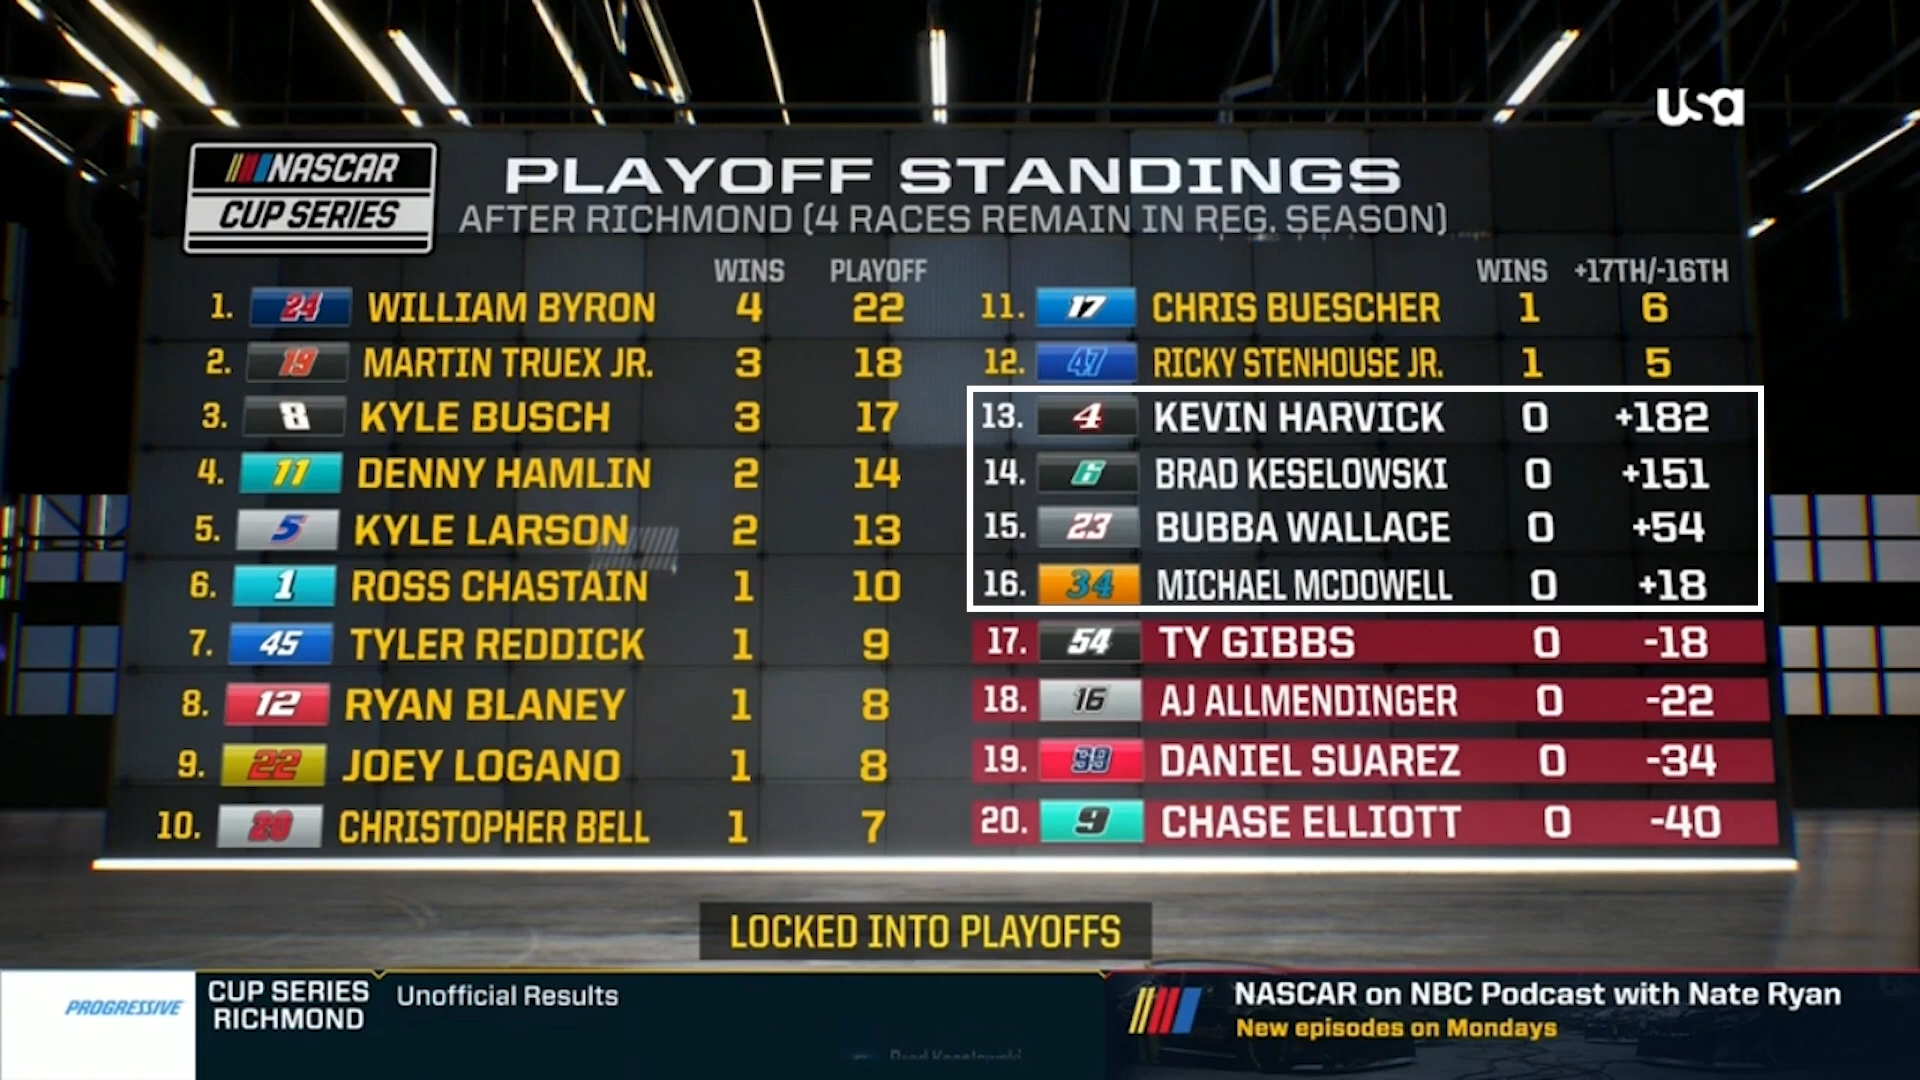 usa
NASCAR
CUP SERIES
PLAYOFF STANDINGS
AFTER RICHMOND (4 RACES REMAIN IN REG. SEASON)
WINS PLAYOFF
1. 24 WILLIAM BYRON 4 22
2. 19 MARTIN TRUEX JR. 3 18
3. 8 KYLE BUSCH 3 17
4. 11 DENNY HAMLIN 2 14
5. 5 KYLE LARSON 2 13
6. 1 ROSS CHASTAIN 1 10
7. 45 TYLER REDDICK 1 9
8. 12 RYAN BLANEY 1 8
9. 22 JOEY LOGANO 1 8
10. 20 CHRISTOPHER BELL 1 7
WINS +17TH/-16TH
11. 17 CHRIS BUESCHER 1 6
12. 47 RICKY STENHOUSE JR. 1 5
13. 4 KEVIN HARVICK 0 +182
14. 6 BRAD KESELOWSKI 0 +151
15. 23 BUBBA WALLACE 0 +54
16. 34 MICHAEL MCDOWELL 0 +18
17. 54 TY GIBBS 0 -18
18. 16 AJ ALLMENDINGER 0 -22
19. 99 DANIEL SUAREZ 0 -34
20. 9 CHASE ELLIOTT 0 -40
LOCKED INTO PLAYOFFS
PROGRESSIVE
CUP SERIES
RICHMOND
Unofficial Results
Brad Keselowski
NASCAR on NBC Podcast with Nate Ryan
New episodes on Mondays